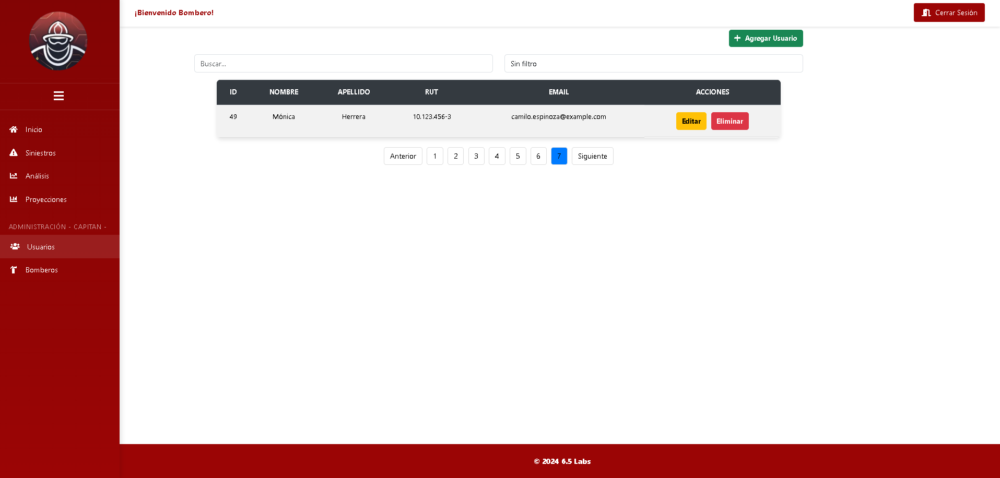 ¡Bienvenido Bombero!
Cerrar Sesión
Inicio
Siniestros
Análisis
Proyecciones
ADMINISTRACIÓN - CAPITAN -
Usuarios
Bomberos
Agregar Usuario
Buscar...
Sin filtro
ID NOMBRE APELLIDO RUT EMAIL ACCIONES
49 Mónica Herrera 10.123.456-3 camilo.espinoza@example.com Editar Eliminar
Anterior 1 2 3 4 5 6 7 Siguiente
© 2024 6.5 Labs